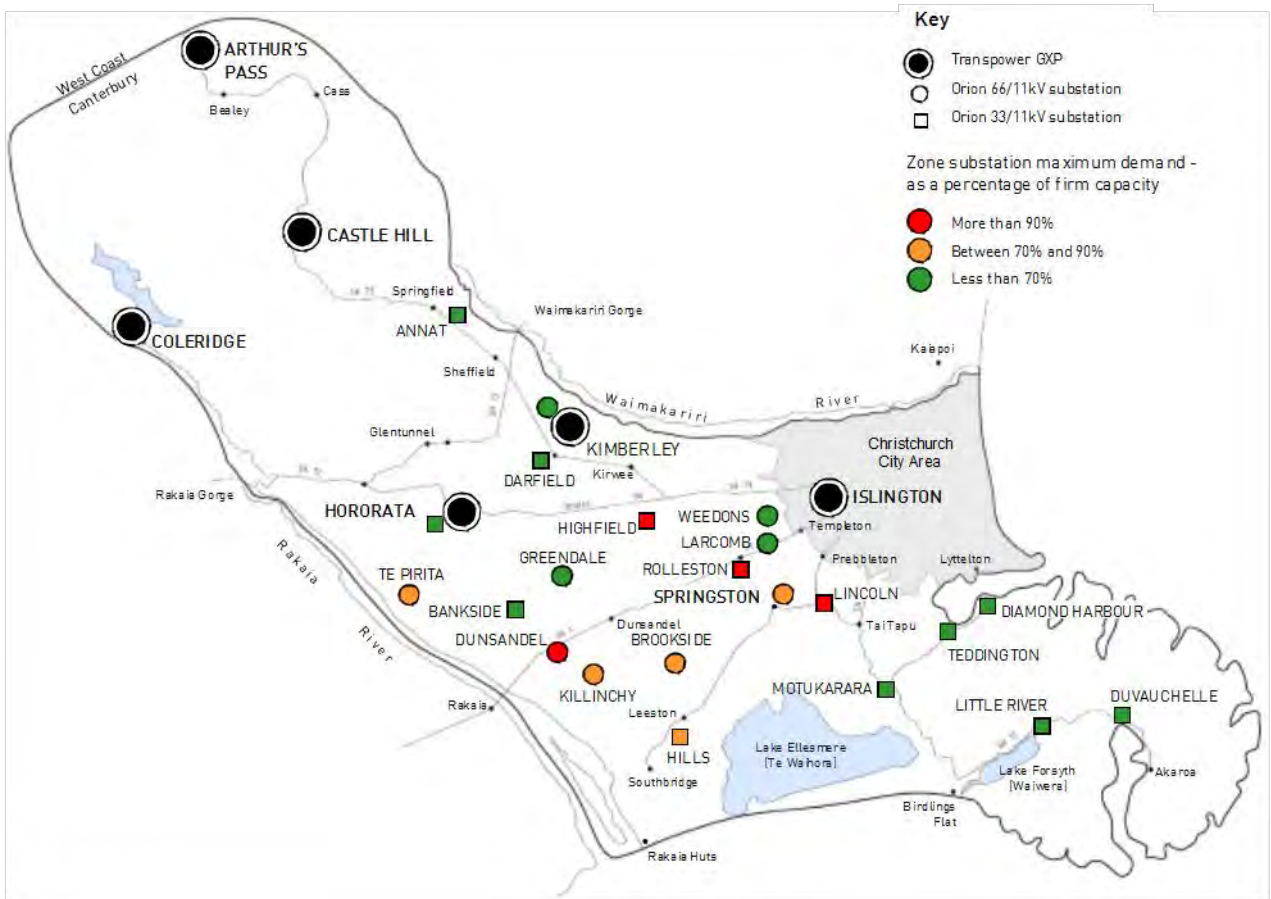 Key
Transpower GXP
Orion 66/11kV substation
Orion 33/11kV substation
Zone substation maximum demand -
as a percentage of firm capacity
More than 90%
Between 70% and 90%
Less than 70%
ARTHUR'S
PASS
West Coast
Canterbury
Bealey
Cass
CASTLE HILL
Springfield
ANNAT
Waimakariri Gorge
COLERIDGE
Sheffield
Kaiapoi
Waimakariri River
Glentunnel
KIMBERLEY
Christchurch
City Area
DARFIELD
Kirwee
Rakaia Gorge
HORORATA
ISLINGTON
HIGHFIELD
WEEDONS
Templeton
LARCOMB
Rakaia River
GREENDALE
ROLLESTON
Prebbleton
Lyttelton
TE PIRITA
SPRINGSTON
LINCOLN
BANKSIDE
DIAMOND HARBOUR
Dunsandel
Tai Tapu
DUNSANDEL
BROOKSIDE
TEDDINGTON
KILLINCHY
MOTUKARARA
DUVAUCHELLE
Rakaia
Leeston
LITTLE RIVER
HILLS
Lake Ellesmere
(Te Wahora)
Lake Forsyth
(Waiwera)
Akaroa
Southbridge
Birdlings
Flat
Rakaia Huts